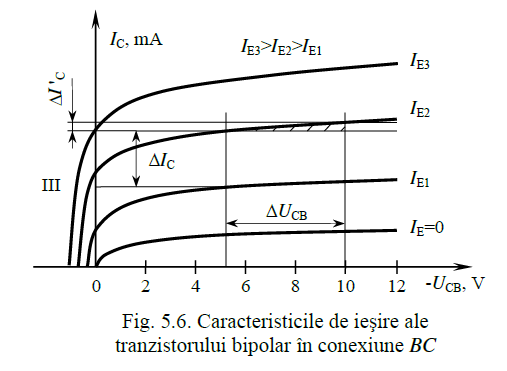 I_C, mA
I_E3>I_E2>I_E1
I_E3
ΔI'_C
I_E2
ΔI_C
III
I_E1
ΔU_CB
I_E=0
0 2 4 6 8 10 12 -U_CB, V
Fig. 5.6. Caracteristicile de ieşire ale
tranzistorului bipolar în conexiune BC